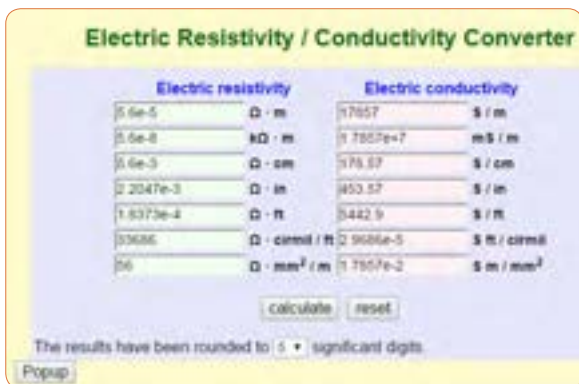 Electric Resistivity / Conductivity Converter
Electric resistivity Electric conductivity
5.6e-5 Ω · m 17857 S / m
5.6e-8 kΩ · m 1.7857e+7 mS / m
5.6e-3 Ω · cm 178.57 S / cm
2.2047e-3 Ω · in 453.57 S / in
1.8373e-4 Ω · ft 5442.9 S / ft
33686 Ω · cirmil / ft 2.9686e-5 S ft / cirmil
56 Ω · mm² / m 1.7857e-2 S m / mm²
calculate reset
The results have been rounded to 5 significant digits.
Popup